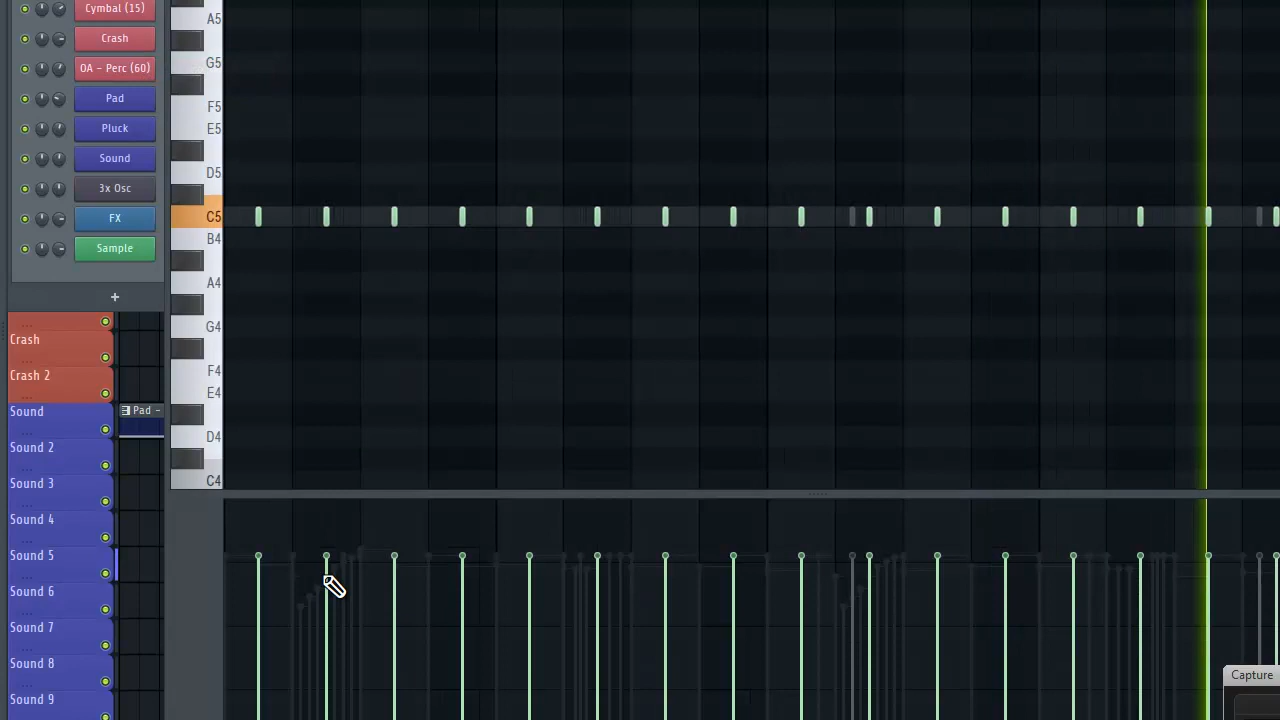 Cymbal (15)
Crash
OA - Perc (60)
Pad
Pluck
Sound
3x Osc
FX
Sample
+
...
Crash
...
Crash 2
...
Sound
...
Sound 2
...
Sound 3
...
Sound 4
...
Sound 5
...
Sound 6
...
Sound 7
...
Sound 8
...
Sound 9
...
Pad -
A5
G5
F5
E5
D5
C5
B4
A4
G4
F4
E4
D4
C4
Capture